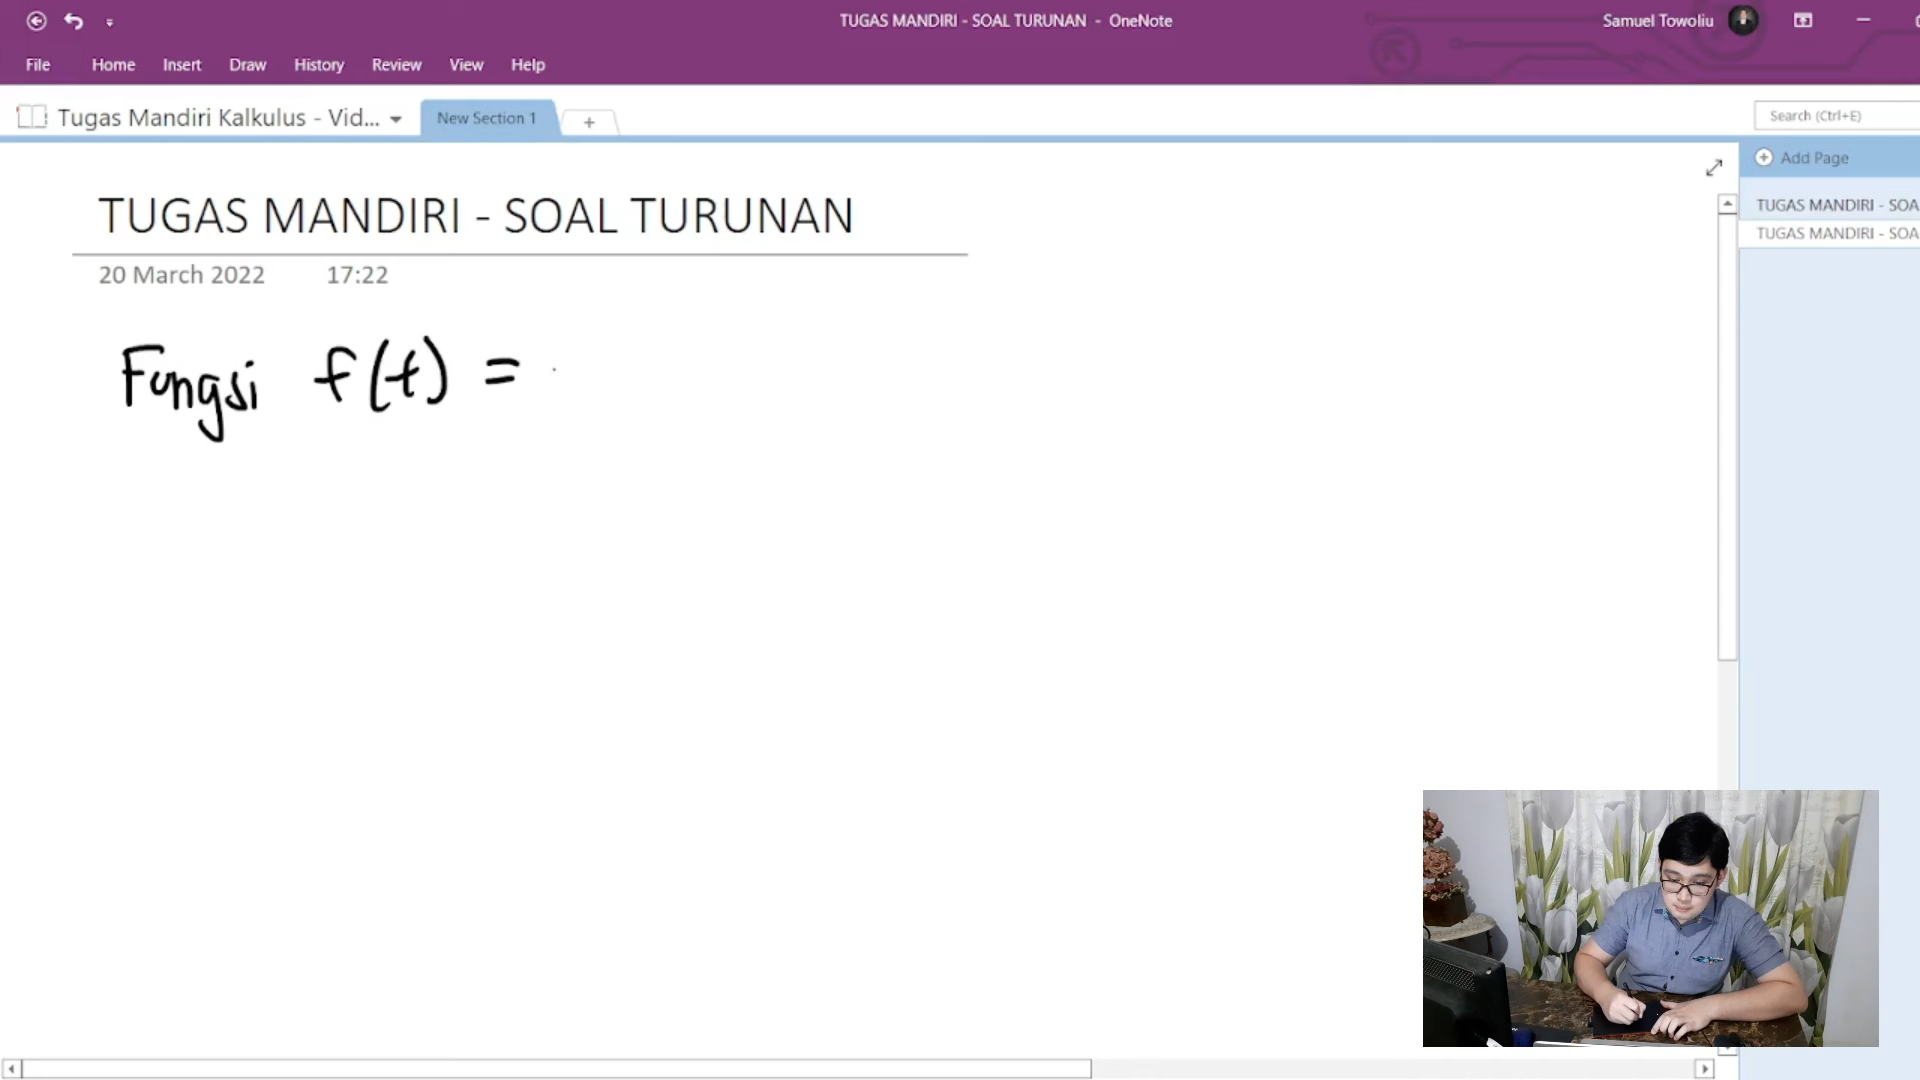 TUGAS MANDIRI - SOAL TURUNAN - OneNote
Samuel Towoliu
File Home Insert Draw History Review View Help
Tugas Mandiri Kalkulus - Vid...
New Section 1
+
Search (Ctrl+E)
Add Page
TUGAS MANDIRI - SOA
TUGAS MANDIRI - SOA
TUGAS MANDIRI - SOAL TURUNAN
20 March 2022 17:22
Fungsi f(t) =